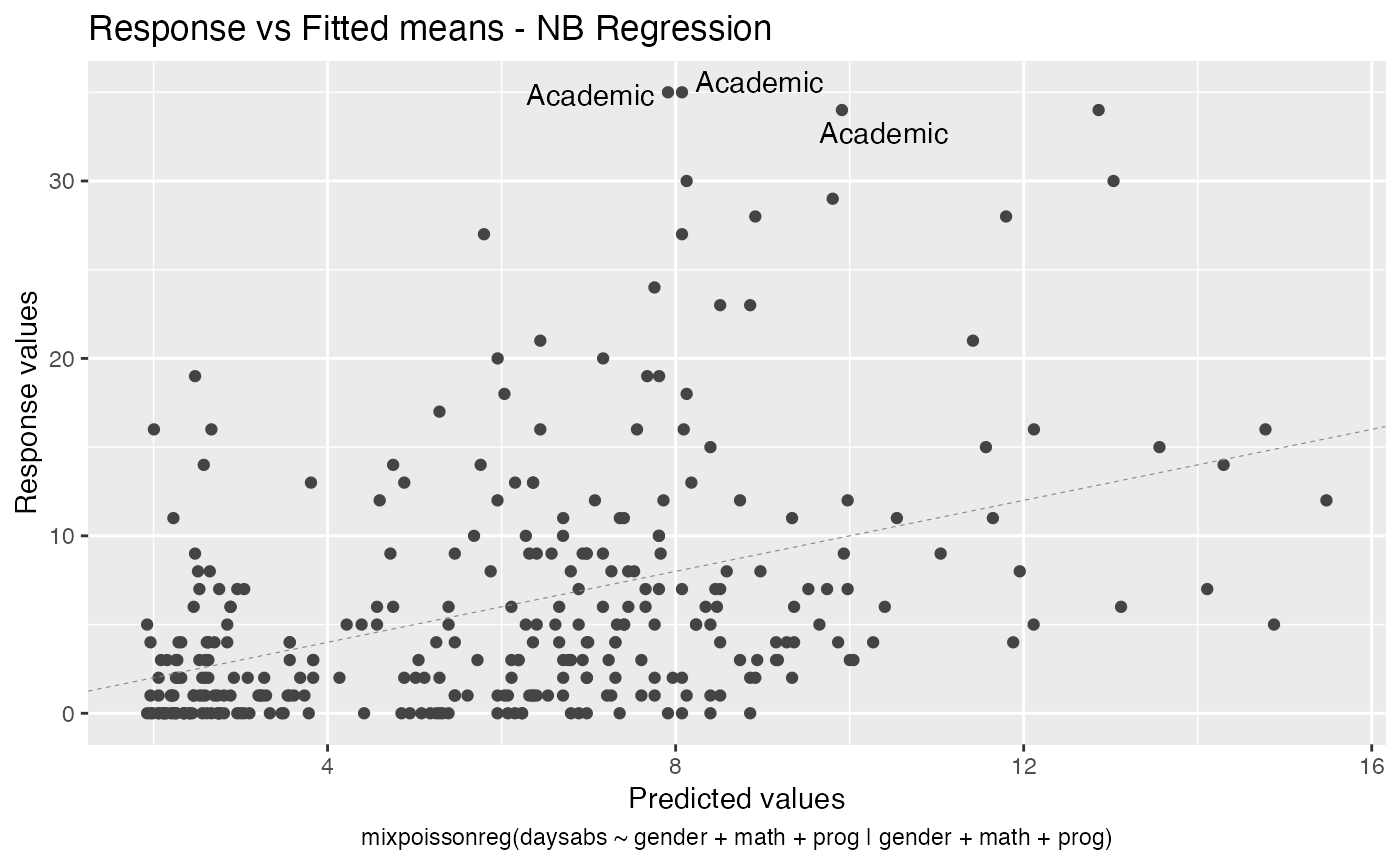 Response vs Fitted means - NB Regression
Academic
Academic
Academic
30
20
10
0
Response values
4
8
12
16
Predicted values
mixpoissonreg(daysabs ~ gender + math + prog | gender + math + prog)